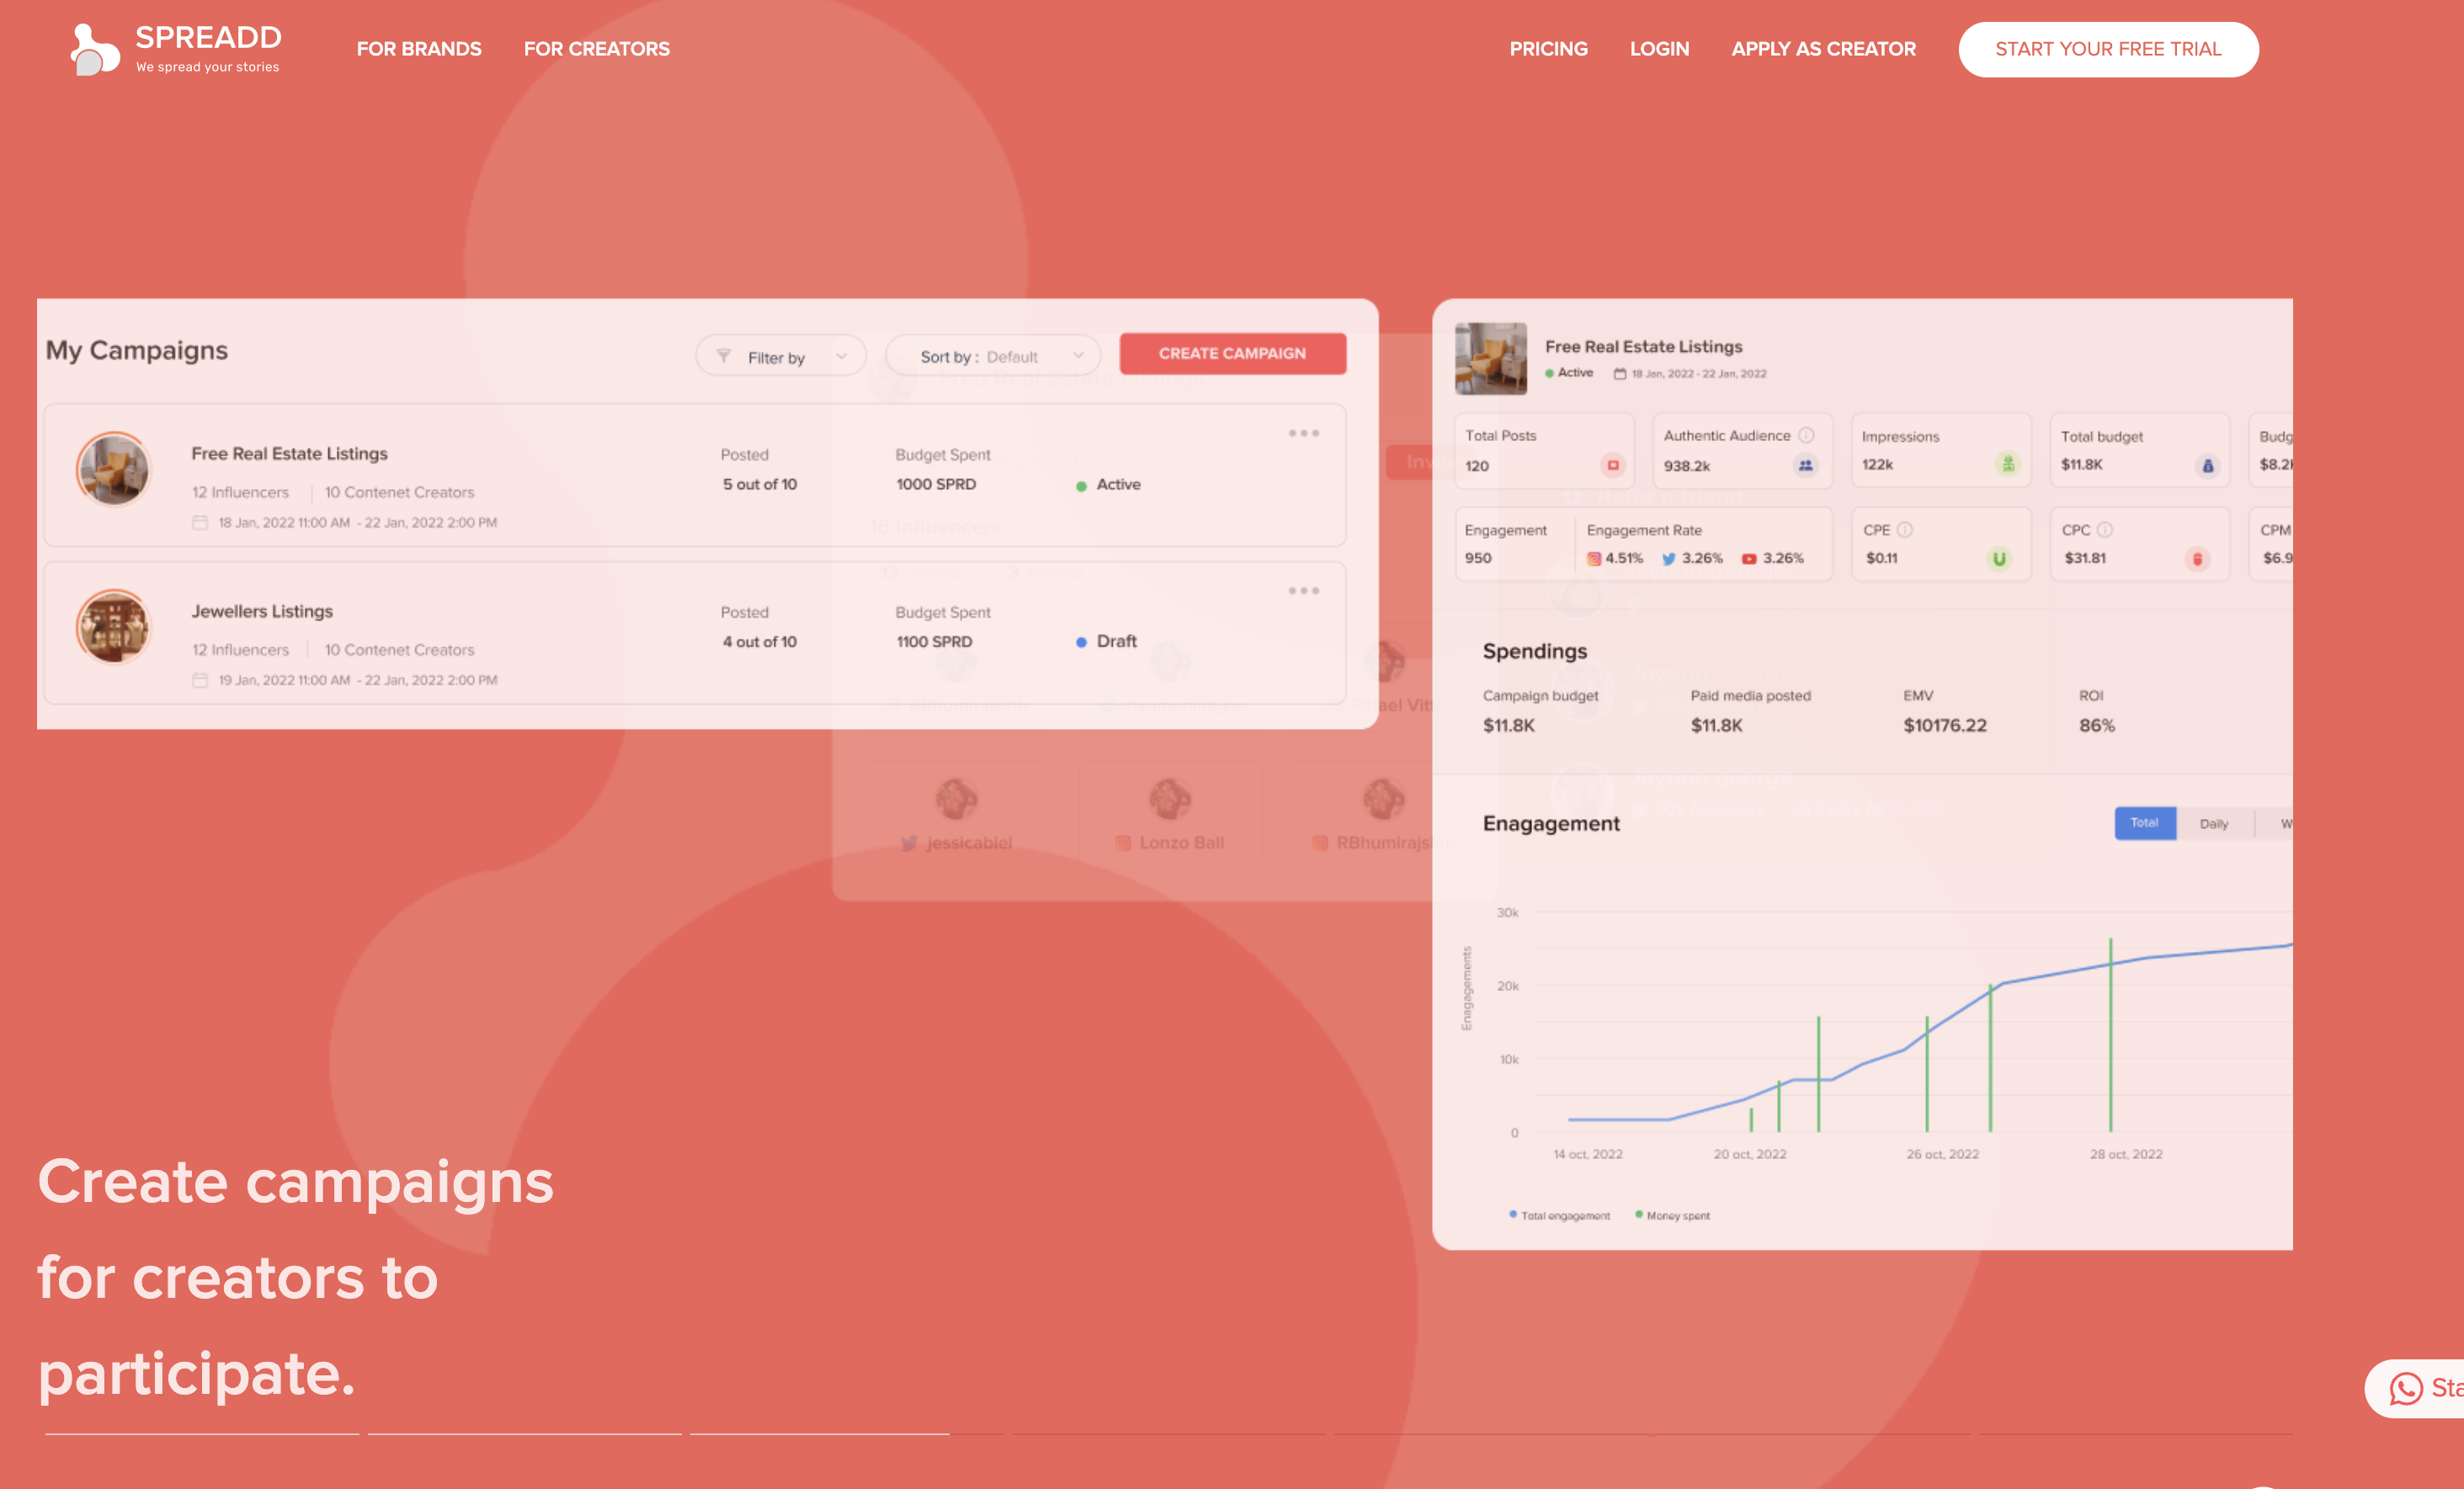 SPREADD
We spread your stories
FOR BRANDS
FOR CREATORS
PRICING
LOGIN
APPLY AS CREATOR
START YOUR FREE TRIAL
My Campaigns
Filter by
Sort by : Default
CREATE CAMPAIGN
Free Real Estate Listings
12 Influencers
10 Contenet Creators
18 Jan, 2022 11:00 AM - 22 Jan, 2022 2:00 PM
Posted
5 out of 10
Budget Spent
1000 SPRD
Active
Jewellers Listings
12 Influencers
10 Contenet Creators
19 Jan, 2022 11:00 AM - 22 Jan, 2022 2:00 PM
Posted
4 out of 10
Budget Spent
1100 SPRD
Draft
16 Influencers
jessicabiel
Lonzo Ball
RBhumirajs
Free Real Estate Listings
Active
18 Jan, 2022 - 22 Jan, 2022
Total Posts
120
Authentic Audience
938.2k
Impressions
122k
Total budget
$11.8K
Budg
$8.2
Engagement
950
Engagement Rate
4.51%
3.26%
3.26%
CPE
$0.11
CPC
$31.81
CPM
$6.9
Spendings
Campaign budget
$11.8K
Paid media posted
$11.8K
EMV
$10176.22
ROI
86%
Enagagement
Total
Daily
W
Enagagements
30k
20k
10k
0
14 oct, 2022
20 oct, 2022
26 oct, 2022
28 oct, 2022
Total engagement
Money spent
Create campaigns
for creators to
participate.
Sta